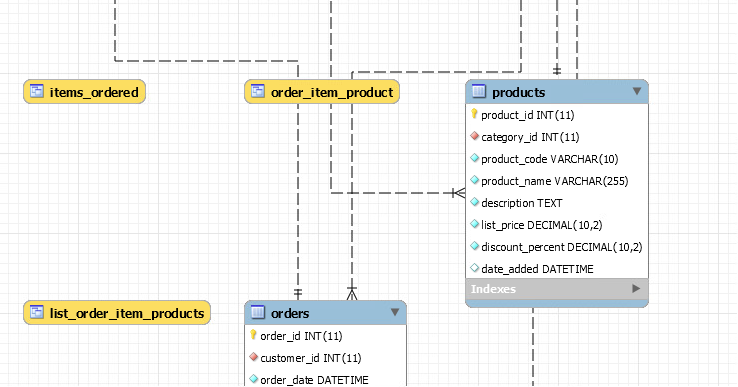 items_ordered
order_item_product
products
product_id INT(11)
category_id INT(11)
product_code VARCHAR(10)
product_name VARCHAR(255)
description TEXT
list_price DECIMAL(10,2)
discount_percent DECIMAL(10,2)
date_added DATETIME
Indexes
list_order_item_products
orders
order_id INT(11)
customer_id INT(11)
order_date DATETIME